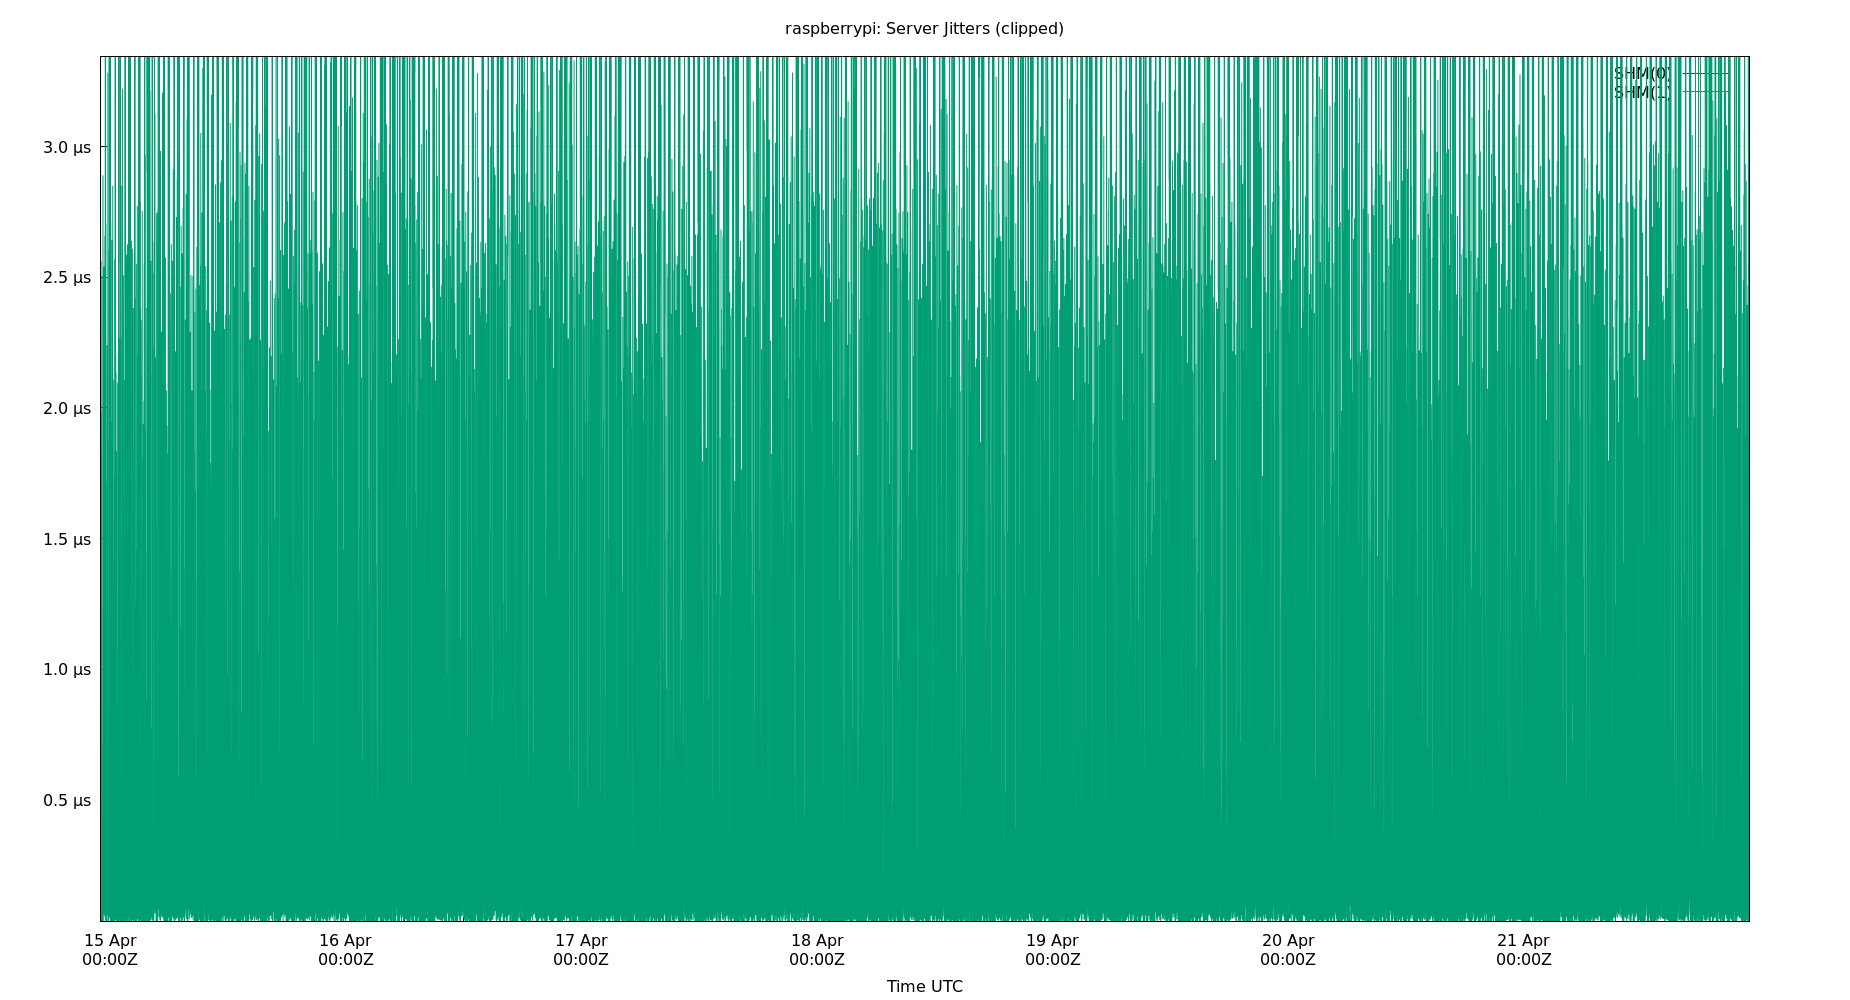 raspberrypi: Server Jitters (clipped)
SHM(0)
SHM(1)
3.0 µs
2.5 µs
2.0 µs
1.5 µs
1.0 µs
0.5 µs
15 Apr 16 Apr 17 Apr 18 Apr 19 Apr 20 Apr 21 Apr
00:00Z 00:00Z 00:00Z 00:00Z 00:00Z 00:00Z 00:00Z
Time UTC